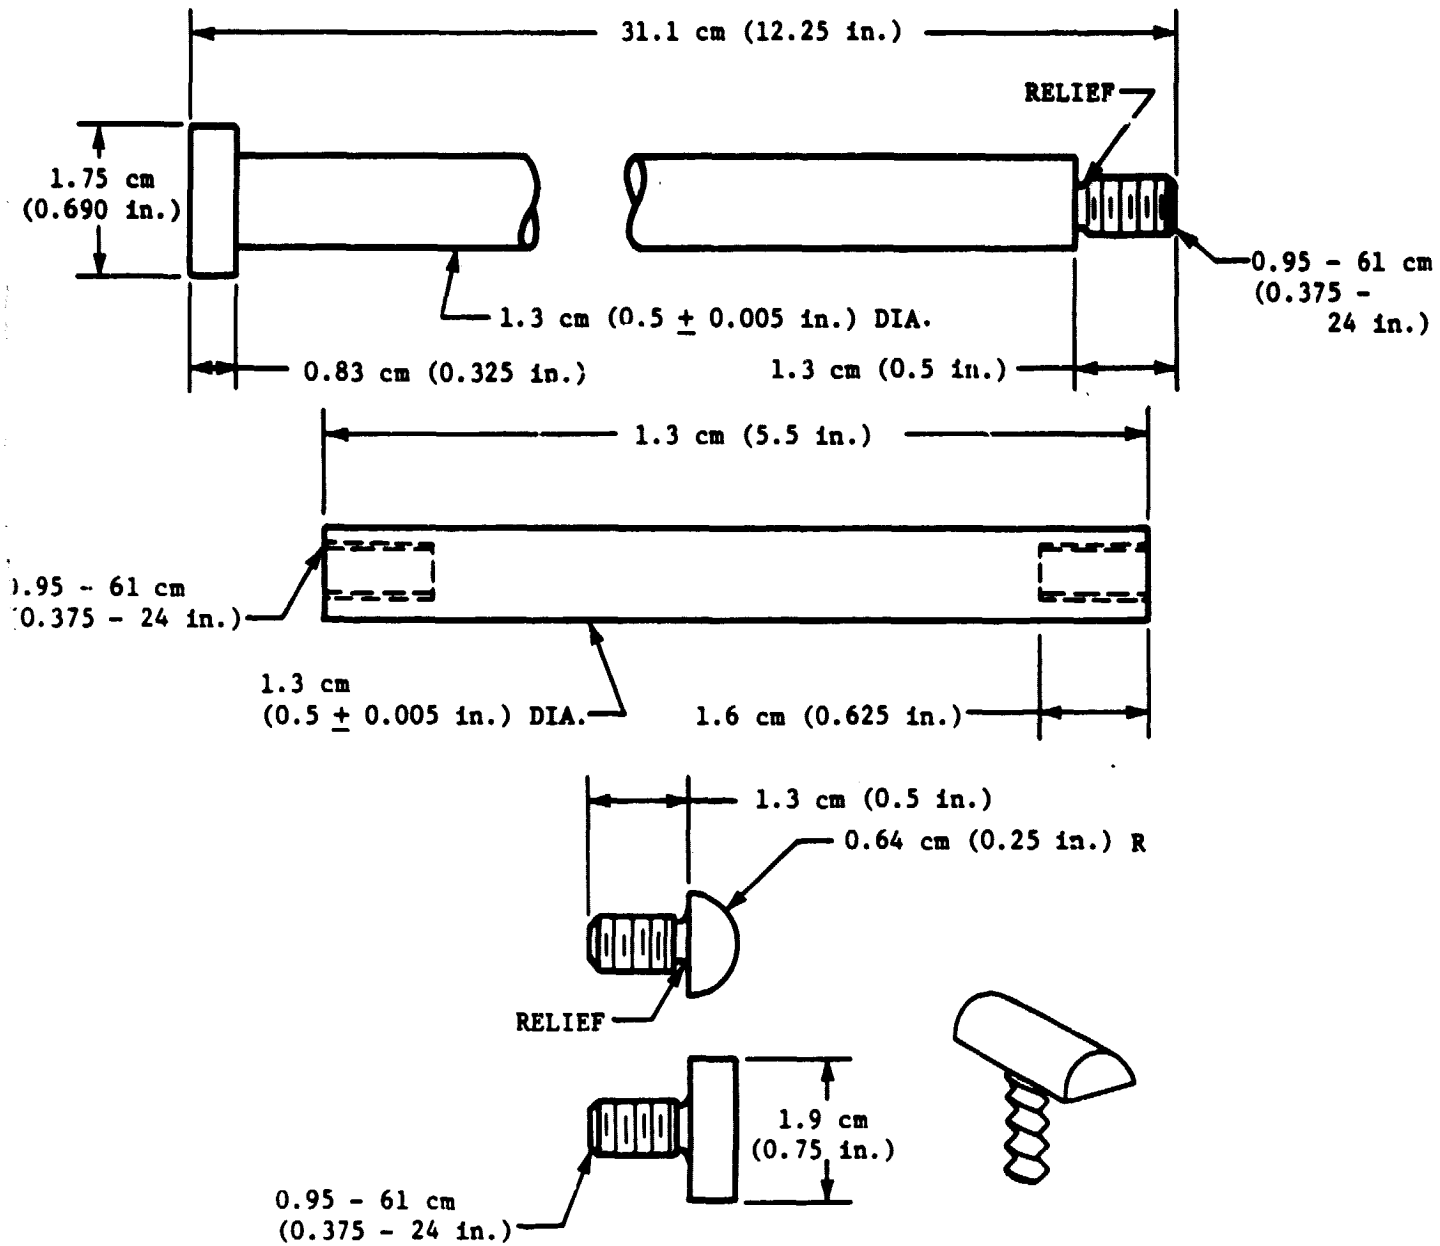 31.1 cm (12.25 in.)
RELIEF
1.75 cm
(0.690 in.)
0.95 - 61 cm
(0.375 -
24 in.)
1.3 cm (0.5 ± 0.005 in.) DIA.
0.83 cm (0.325 in.)
1.3 cm (0.5 in.)
1.3 cm (5.5 in.)
.95 - 61 cm
0.375 - 24 in.)
1.3 cm
(0.5 ± 0.005 in.) DIA.
1.6 cm (0.625 in.)
1.3 cm (0.5 in.)
0.64 cm (0.25 in.) R
RELIEF
1.9 cm
(0.75 in.)
0.95 - 61 cm
(0.375 - 24 in.)